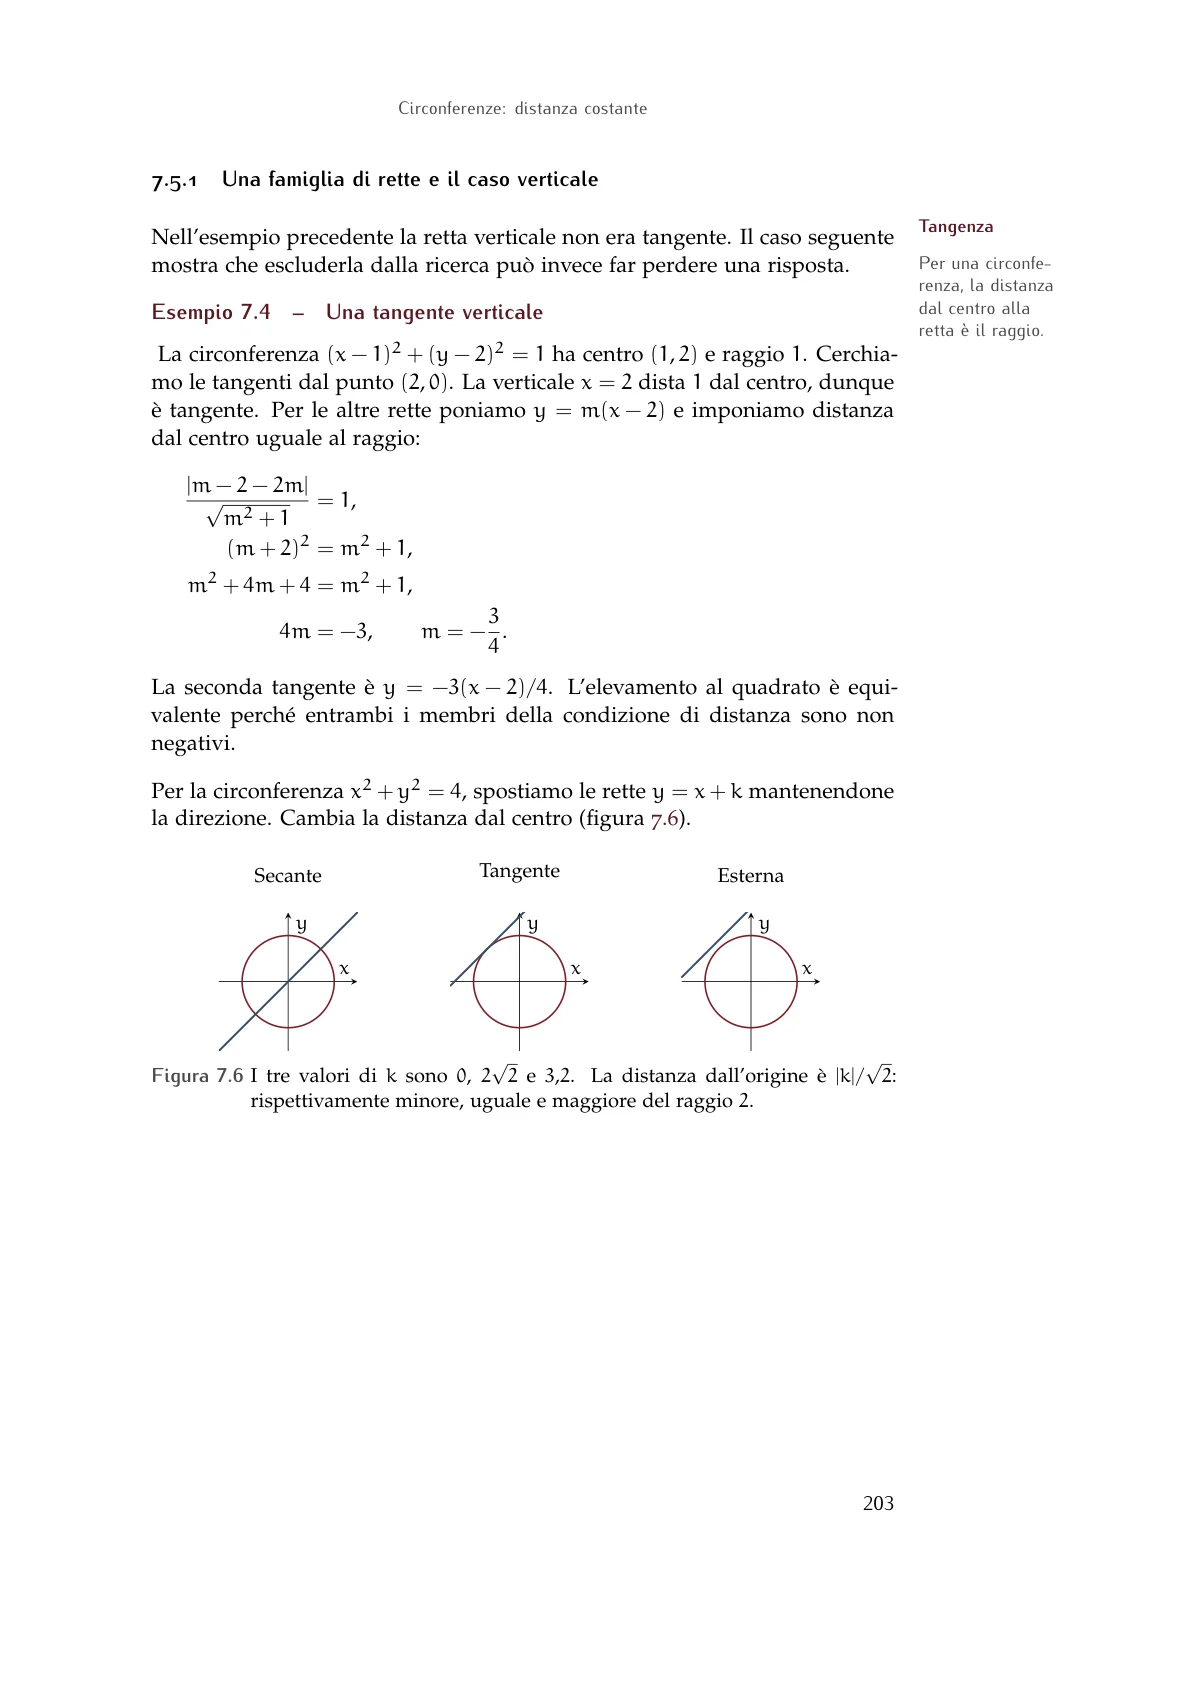 Circonferenze: distanza costante
7.5.1 Una famiglia di rette e il caso verticale
Nell'esempio precedente la retta verticale non era tangente. Il caso seguente
mostra che escluderla dalla ricerca può invece far perdere una risposta.
Tangenza
Per una circonfe-
renza, la distanza
dal centro alla
retta è il raggio.
Esempio 7.4 – Una tangente verticale
La circonferenza (x − 1)² + (y − 2)² = 1 ha centro (1, 2) e raggio 1. Cerchia-
mo le tangenti dal punto (2, 0). La verticale x = 2 dista 1 dal centro, dunque
è tangente. Per le altre rette poniamo y = m(x − 2) e imponiamo distanza
dal centro uguale al raggio:
|m − 2 − 2m| / √(m² + 1) = 1,
(m + 2)² = m² + 1,
m² + 4m + 4 = m² + 1,
4m = −3, m = −3/4.
La seconda tangente è y = −3(x − 2)/4. L'elevamento al quadrato è equi-
valente perché entrambi i membri della condizione di distanza sono non
negativi.
Per la circonferenza x² + y² = 4, spostiamo le rette y = x + k mantenendone
la direzione. Cambia la distanza dal centro (figura 7.6).
Secante Tangente Esterna
y y y
x x x
Figura 7.6 I tre valori di k sono 0, 2√2 e 3,2. La distanza dall'origine è |k|/√2:
rispettivamente minore, uguale e maggiore del raggio 2.
203